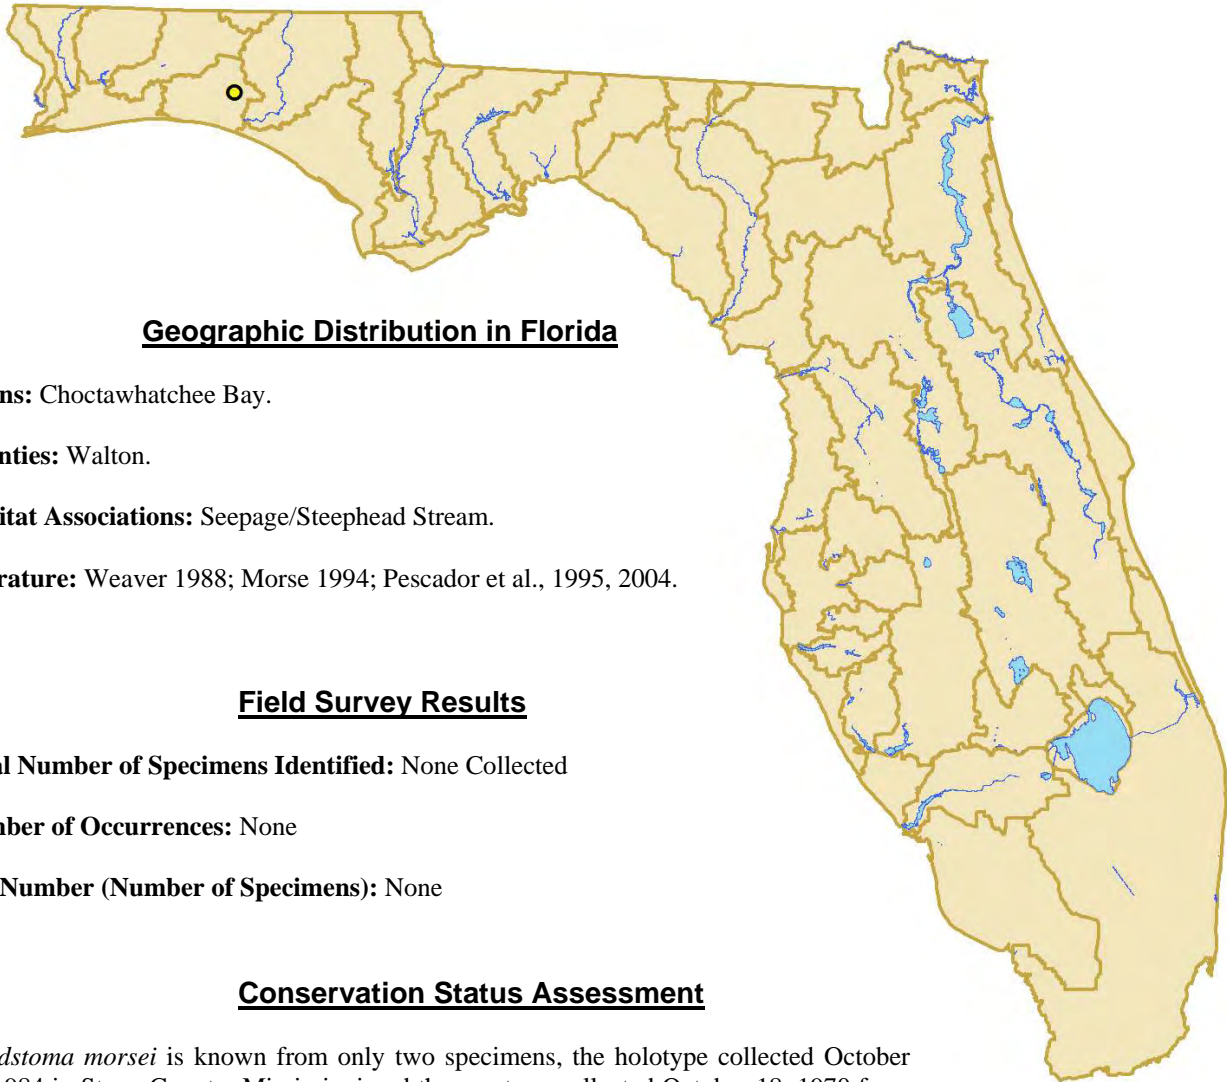 Geographic Distribution in Florida
ns: Choctawhatchee Bay.
nties: Walton.
itat Associations: Seepage/Steephead Stream.
rature: Weaver 1988; Morse 1994; Pescador et al., 1995, 2004.
Field Survey Results
l Number of Specimens Identified: None Collected
ber of Occurrences: None
Number (Number of Specimens): None
Conservation Status Assessment
dstoma morsei is known from only two specimens, the holotype collected October